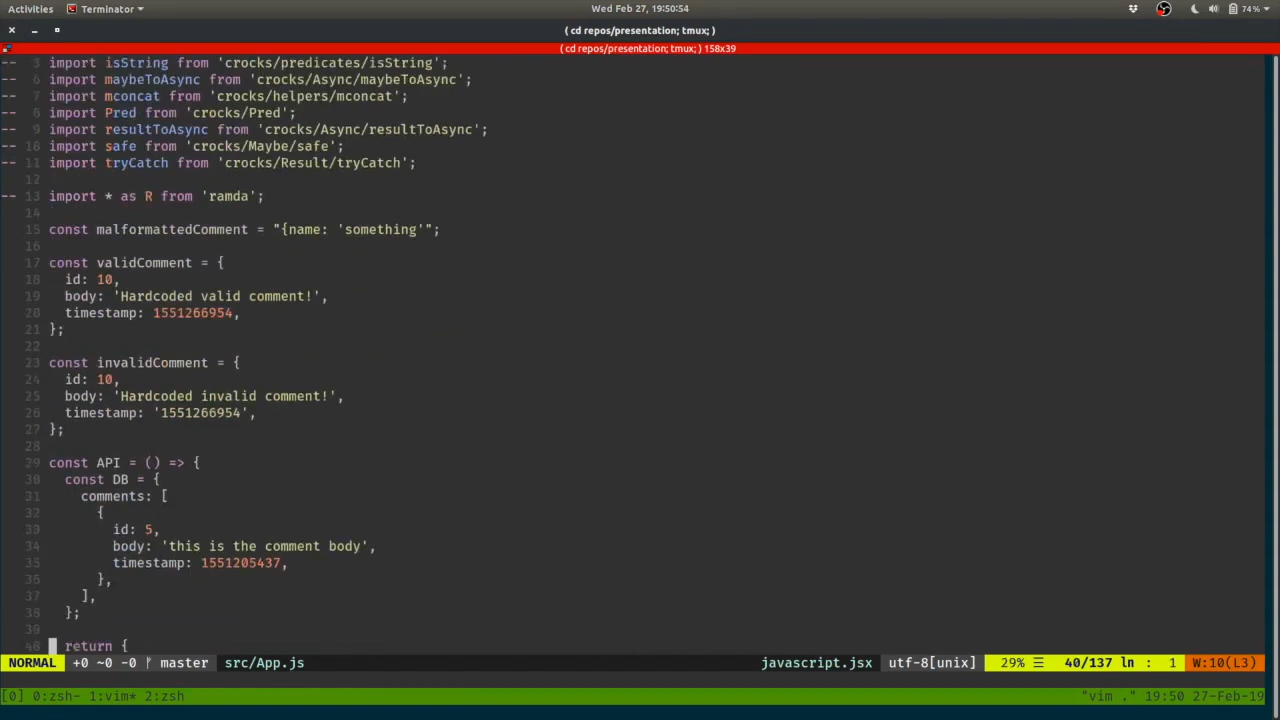 Activities Terminator Wed Feb 27, 19:50:54 74%
( cd repos/presentation; tmux; )
( cd repos/presentation; tmux; ) 158x39
-- import isString from 'crocks/predicates/isString';
-- 6 import maybeToAsync from 'crocks/Async/maybeToAsync';
-- 7 import mconcat from 'crocks/helpers/mconcat';
-- import Pred from 'crocks/Pred';
-- 9 import resultToAsync from 'crocks/Async/resultToAsync';
-- 10 import safe from 'crocks/Maybe/safe';
-- 11 import tryCatch from 'crocks/Result/tryCatch';
12
-- 13 import * as R from 'ramda';
14
15 const malformattedComment = "{name: 'something'";
16
17 const validComment = {
18 id: 10,
19 body: 'Hardcoded valid comment!',
20 timestamp: 1551266954,
21 };
22
23 const invalidComment = {
24 id: 10,
25 body: 'Hardcoded invalid comment!',
26 timestamp: '1551266954',
27 };
28
29 const API = () => {
30 const DB = {
31 comments: [
32 {
33 id: 5,
34 body: 'this is the comment body',
35 timestamp: 1551205437,
36 },
37 ],
38 };
39
40 return {
NORMAL +0 ~0 -0 master src/App.js javascript.jsx utf-8[unix] 29% ☰ 40/137 ln : 1 W:10(L3)
[0] 0:zsh- 1:vim* 2:zsh "vim ." 19:50 27-Feb-19